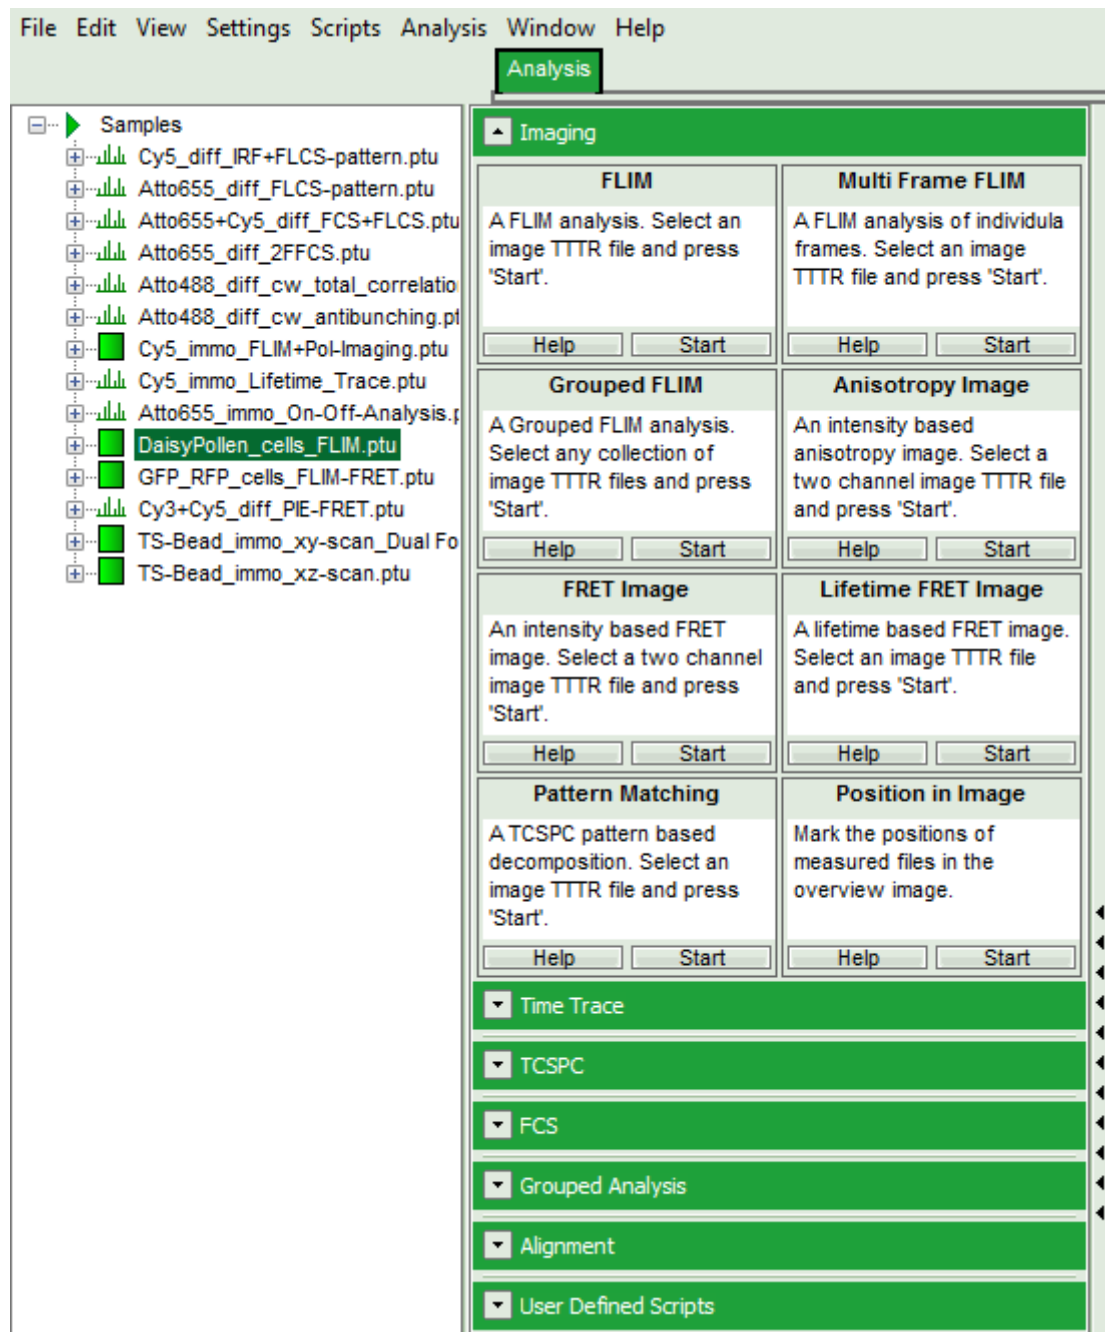 File Edit View Settings Scripts Analysis Window Help
Analysis
Samples
Cy5_diff_IRF+FLCS-pattern.ptu
Atto655_diff_FLCS-pattern.ptu
Atto655+Cy5_diff_FCS+FLCS.ptu
Atto655_diff_2FFCS.ptu
Atto488_diff_cw_total_correlatio
Atto488_diff_cw_antibunching.pt
Cy5_immo_FLIM+Pol-Imaging.ptu
Cy5_immo_Lifetime_Trace.ptu
Atto655_immo_On-Off-Analysis.p
DaisyPollen_cells_FLIM.ptu
GFP_RFP_cells_FLIM-FRET.ptu
Cy3+Cy5_diff_PIE-FRET.ptu
TS-Bead_immo_xy-scan_Dual Fo
TS-Bead_immo_xz-scan.ptu
Imaging
FLIM
A FLIM analysis. Select an
image TTTR file and press
'Start'.
Help Start
Multi Frame FLIM
A FLIM analysis of individula
frames. Select an image
TTTR file and press 'Start'.
Help Start
Grouped FLIM
A Grouped FLIM analysis.
Select any collection of
image TTTR files and press
'Start'.
Help Start
Anisotropy Image
An intensity based
anisotropy image. Select a
two channel image TTTR file
and press 'Start'.
Help Start
FRET Image
An intensity based FRET
image. Select a two channel
image TTTR file and press
'Start'.
Help Start
Lifetime FRET Image
A lifetime based FRET image.
Select an image TTTR file
and press 'Start'.
Help Start
Pattern Matching
A TCSPC pattern based
decomposition. Select an
image TTTR file and press
'Start'.
Help Start
Position in Image
Mark the positions of
measured files in the
overview image.
Help Start
Time Trace
TCSPC
FCS
Grouped Analysis
Alignment
User Defined Scripts